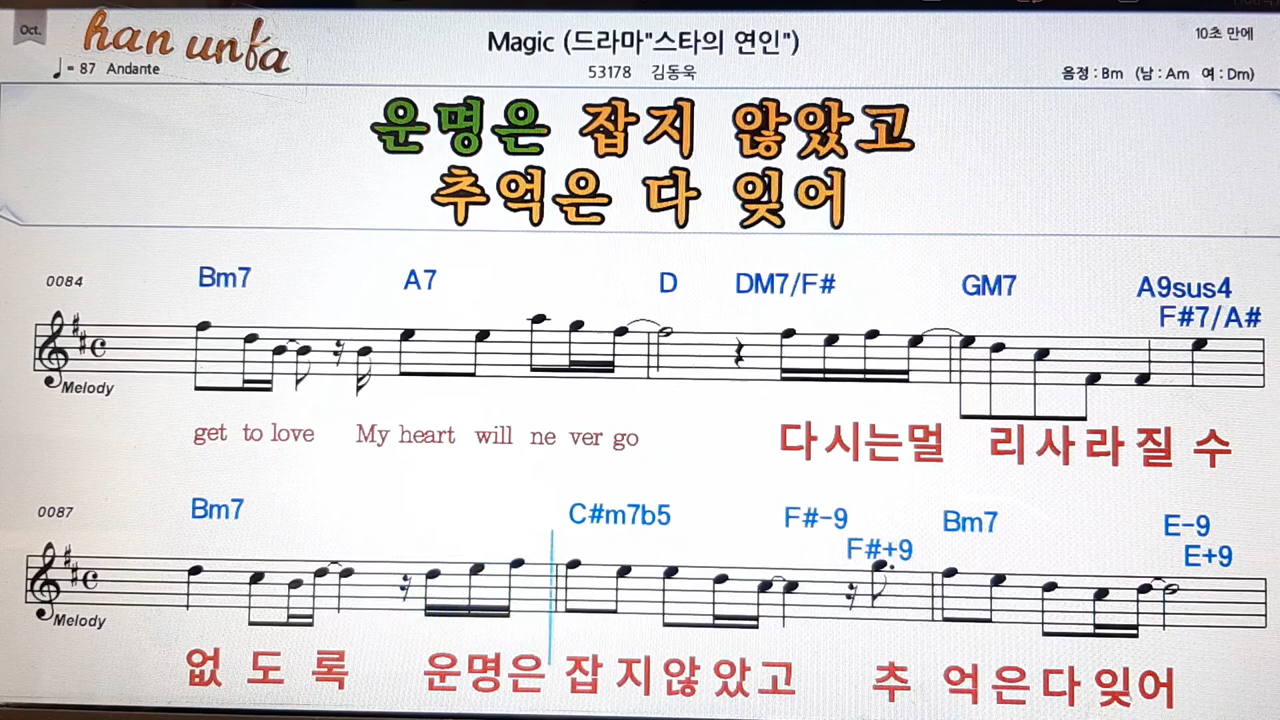 Oct.
han unfa
Magic (드라마"스타의 연인")
10초 만에
♩= 87 Andante
53178 김동욱
음정 : Bm (남 : Am 여 : Dm)
운명은 잡지 않았고
추억은 다 잊어
0084 Bm7 A7 D DM7/F# GM7 A9sus4
F#7/A#
Melody
get to love My heart will ne ver go 다시는멀 리사라질 수
0087 Bm7 C#m7b5 F#-9 Bm7 E-9
F#+9 E+9
Melody
없 도 록 운명은 잡 지않았고 추 억은다 잊어